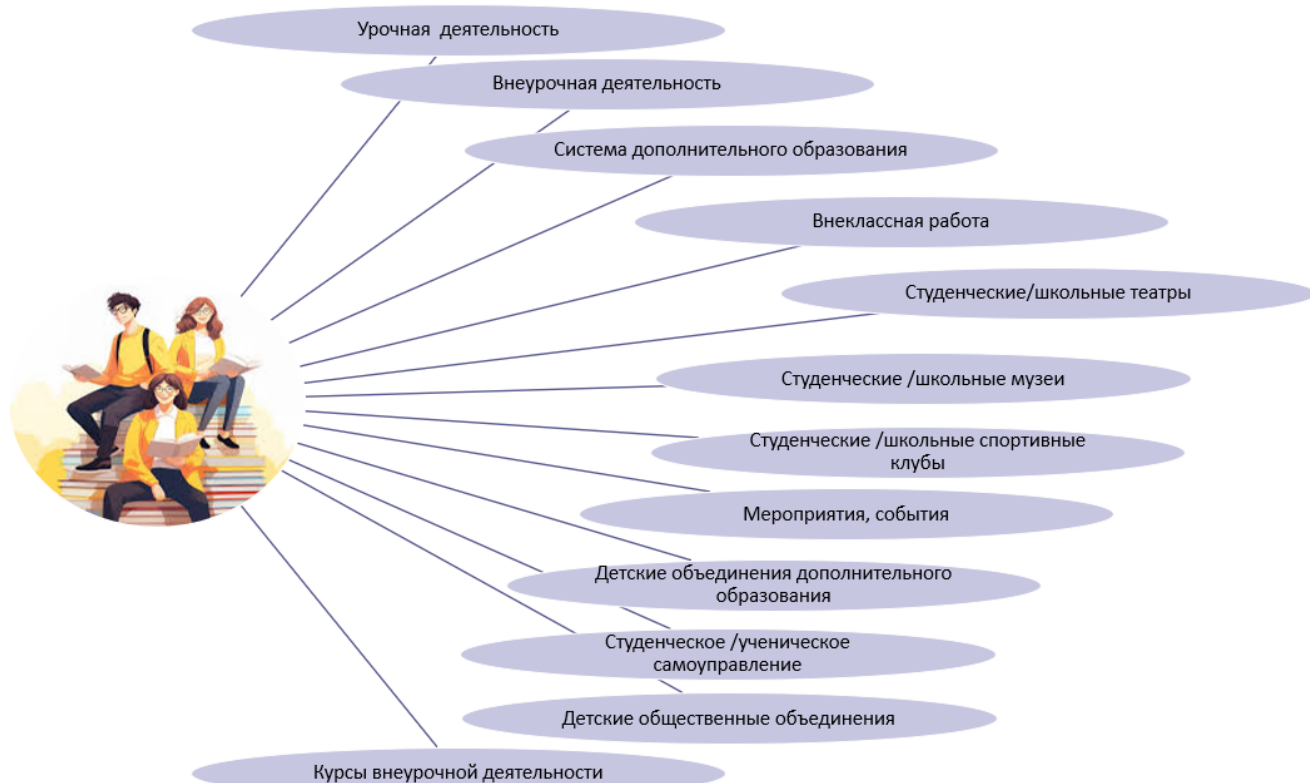 Урочная деятельность
Внеурочная деятельность
Система дополнительного образования
Внеклассная работа
Студенческие/школьные театры
Студенческие /школьные музеи
Студенческие /школьные спортивные
клубы
Мероприятия, события
Детские объединения дополнительного
образования
Студенческое /ученическое
самоуправление
Детские общественные объединения
Курсы внеурочной деятельности